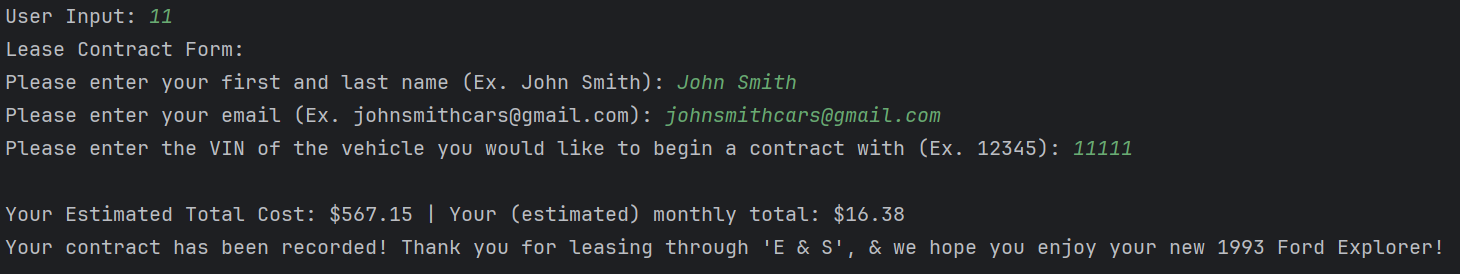 User Input: 11
Lease Contract Form:
Please enter your first and last name (Ex. John Smith): John Smith
Please enter your email (Ex. johnsmithcars@gmail.com): johnsmithcars@gmail.com
Please enter the VIN of the vehicle you would like to begin a contract with (Ex. 12345): 11111
Your Estimated Total Cost: $567.15 | Your (estimated) monthly total: $16.38
Your contract has been recorded! Thank you for leasing through 'E & S', & we hope you enjoy your new 1993 Ford Explorer!